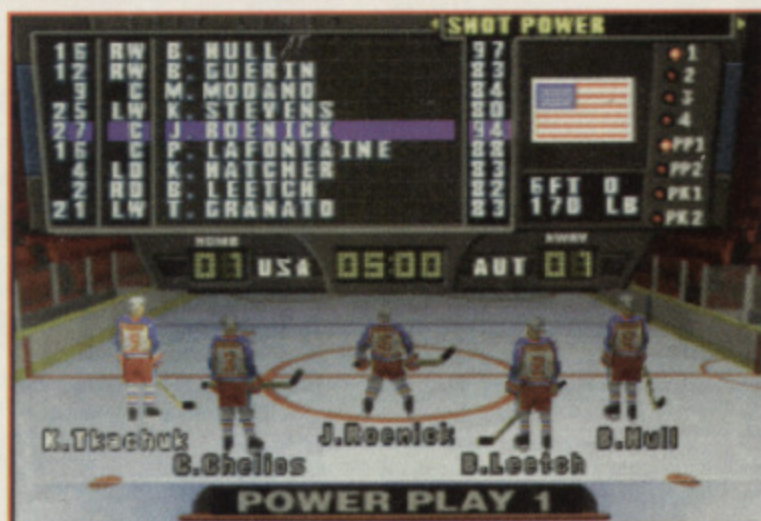 SHOT POWER
16 RW B. HULL 97
12 RW B. GUERIN 83
9 C M. MODANO 84
25 LW K. STEVENS 80
27 C J. ROENICK 94
16 C P. LAFONTAINE 88
4 LD K. HATCHER 83
2 RD B. LEETCH 82
21 LW T. GRANATO 83
1
2
3
4
PP1
PP2
PK1
PK2
6FT 0
170 LB
HOME AWAY
01 USA 05:00 AUT 01
K.Tkachuk
C.Chelios
J.Roenick
B.Leetch
B.Hull
POWER PLAY 1